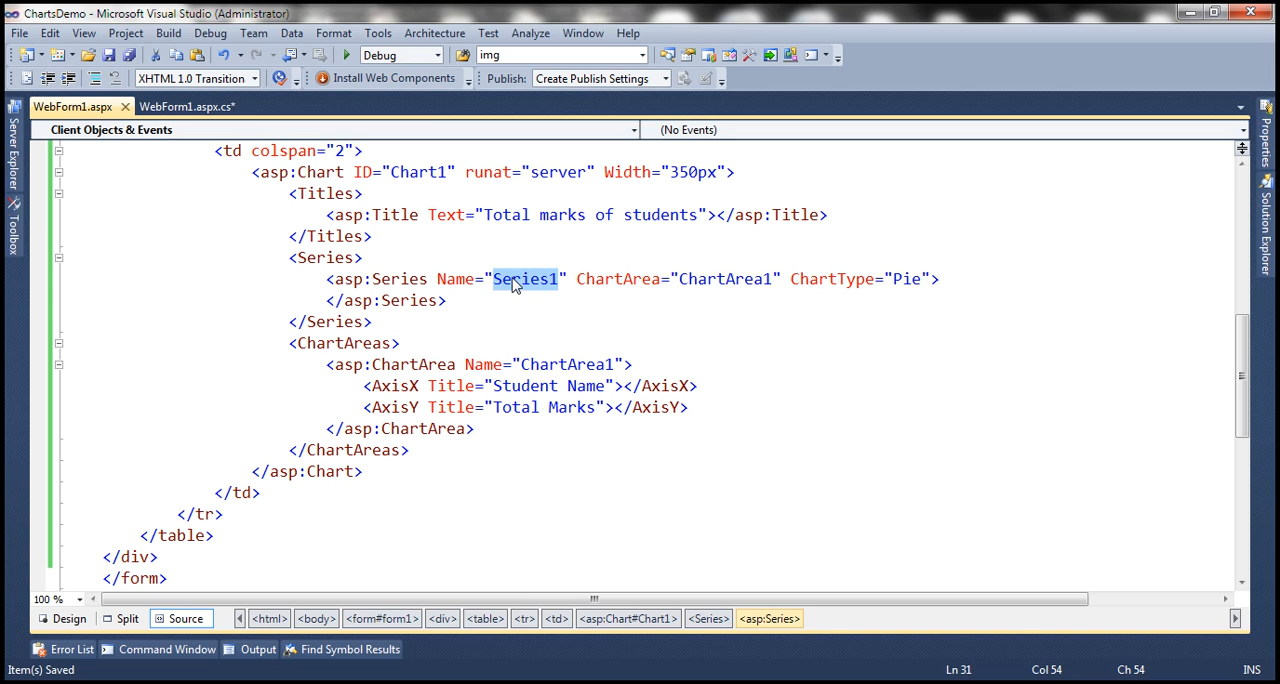 ChartsDemo - Microsoft Visual Studio (Administrator)
File Edit View Project Build Debug Team Data Format Tools Architecture Test Analyze Window Help
Debug img
XHTML 1.0 Transition Install Web Components Publish: Create Publish Settings
WebForm1.aspx WebForm1.aspx.cs*
Client Objects & Events (No Events)
Server Explorer
Toolbox
Properties
Solution Explorer
<td colspan="2">
<asp:Chart ID="Chart1" runat="server" Width="350px">
<Titles>
<asp:Title Text="Total marks of students"></asp:Title>
</Titles>
<Series>
<asp:Series Name="Series1" ChartArea="ChartArea1" ChartType="Pie">
</asp:Series>
</Series>
<ChartAreas>
<asp:ChartArea Name="ChartArea1">
<AxisX Title="Student Name"></AxisX>
<AxisY Title="Total Marks"></AxisY>
</asp:ChartArea>
</ChartAreas>
</asp:Chart>
</td>
</tr>
</table>
</div>
</form>
100 %
Design Split Source <html> <body> <form#form1> <div> <table> <tr> <td> <asp:Chart#Chart1> <Series> <asp:Series>
Error List Command Window Output Find Symbol Results
Item(s) Saved Ln 31 Col 54 Ch 54 INS